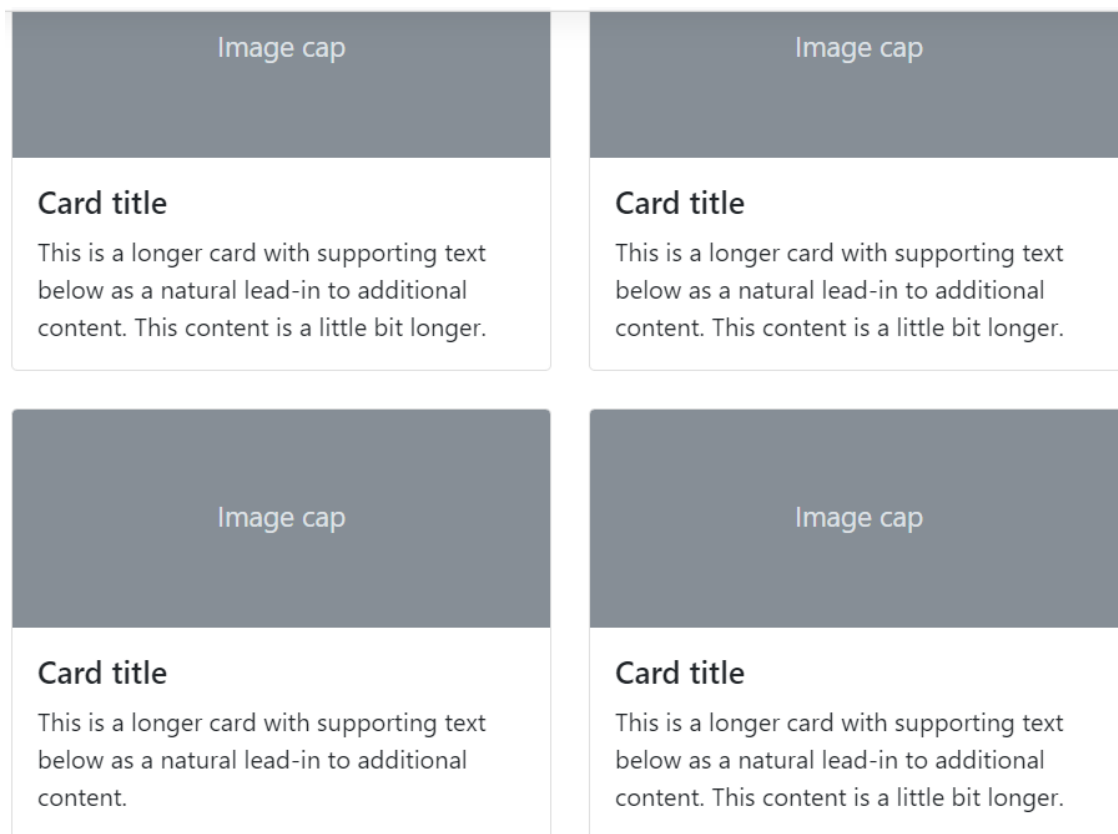 Image cap
Image cap
Card title
This is a longer card with supporting text
below as a natural lead-in to additional
content. This content is a little bit longer.
Card title
This is a longer card with supporting text
below as a natural lead-in to additional
content. This content is a little bit longer.
Image cap
Image cap
Card title
This is a longer card with supporting text
below as a natural lead-in to additional
content.
Card title
This is a longer card with supporting text
below as a natural lead-in to additional
content. This content is a little bit longer.